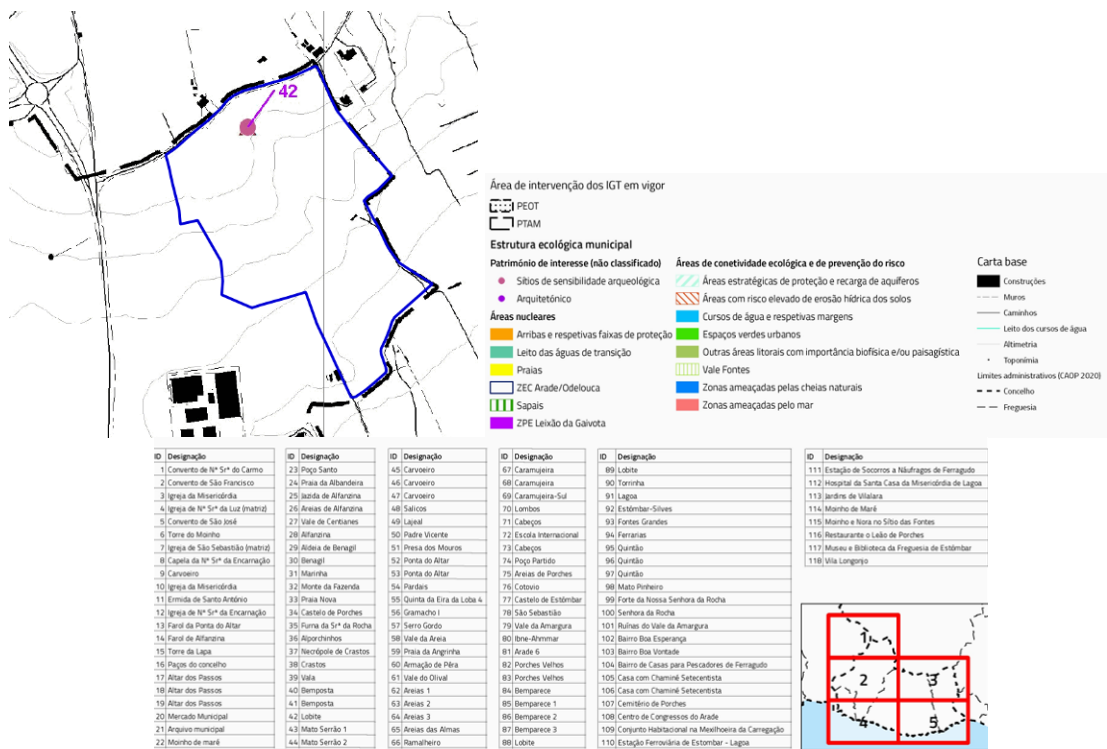 42
Área de intervenção dos IGT em vigor
PEOT
PTAM
Estrutura ecológica municipal
Património de interesse (não classificado)
Sítios de sensibilidade arqueológica
Arquitetónico
Áreas nucleares
Arribas e respetivas faixas de proteção
Leito das águas de transição
Praias
ZEC Arade/Odelouca
Sapais
ZPE Leixão da Gaivota
Áreas de conetividade ecológica e de prevenção do risco
Áreas estratégicas de proteção e recarga de aquíferos
Áreas com risco elevado de erosão hídrica dos solos
Cursos de água e respetivas margens
Espaços verdes urbanos
Outras áreas litorais com importância biofísica e/ou paisagística
Vale Fontes
Zonas ameaçadas pelas cheias naturais
Zonas ameaçadas pelo mar
Carta base
Construções
Muros
Caminhos
Leito dos cursos de água
Altimetria
Toponímia
Limites administrativos (CAOP 2020)
Concelho
Freguesia
ID Designação
1 Convento de Nª Srª do Carmo
2 Convento de São Francisco
3 Igreja da Misericórdia
4 Igreja de Nª Srª da Luz (matriz)
5 Convento de São José
6 Torre do Moinho
7 Igreja de São Sebastião (matriz)
8 Capela da Nª Srª da Encarnação
9 Carvoeiro
10 Igreja da Misericórdia
11 Ermida de Santo António
12 Igreja de Nª Srª da Encarnação
13 Farol da Ponta do Altar
14 Farol de Alfanzina
15 Torre da Lapa
16 Paços do concelho
17 Altar dos Passos
18 Altar dos Passos
19 Altar dos Passos
20 Mercado Municipal
21 Arquivo municipal
22 Moinho de maré
ID Designação
23 Poço Santo
24 Praia da Albandeira
25 Jazida de Alfanzina
26 Areias de Alfanzina
27 Vale de Centianes
28 Alfanzina
29 Aldeia de Benagil
30 Benagil
31 Marinha
32 Monte da Fazenda
33 Praia Nova
34 Castelo de Porches
35 Furna da Srª da Rocha
36 Alporchinhos
37 Necrópole de Crastos
38 Crastos
39 Vala
40 Bemposta
41 Bemposta
42 Lobite
43 Mato Serrão 1
44 Mato Serrão 2
ID Designação
45 Carvoeiro
46 Carvoeiro
47 Carvoeiro
48 Salicos
49 Lajeal
50 Padre Vicente
51 Presa dos Mouros
52 Ponta do Altar
53 Ponta do Altar
54 Pardais
55 Quinta da Eira da Loba 4
56 Gramacho I
57 Serro Gordo
58 Vale da Areia
59 Praia da Angrinha
60 Armação de Pêra
61 Vale do Olival
62 Areias 1
63 Areias 2
64 Areias 3
65 Areias das Almas
66 Ramalheiro
ID Designação
67 Caramujeira
68 Caramujeira
69 Caramujeira-Sul
70 Lombos
71 Cabeços
72 Escola Internacional
73 Cabeços
74 Poço Partido
75 Areias de Porches
76 Cotovio
77 Castelo de Estômbar
78 São Sebastião
79 Vale da Amargura
80 Ibne-Ahmmar
81 Arade 6
82 Porches Velhos
83 Porches Velhos
84 Bemparece
85 Bemparece 1
86 Bemparece 2
87 Bemparece 3
88 Lobite
ID Designação
89 Lobite
90 Torrinha
91 Lagoa
92 Estômbar-Silves
93 Fontes Grandes
94 Ferrarias
95 Quintão
96 Quintão
97 Quintão
98 Mato Pinheiro
99 Forte da Nossa Senhora da Rocha
100 Senhora da Rocha
101 Ruínas do Vale da Amargura
102 Bairro Boa Esperança
103 Bairro Boa Vontade
104 Bairro de Casas para Pescadores de Ferragudo
105 Casa com Chaminé Setecentista
106 Casa com Chaminé Setecentista
107 Cemitério de Porches
108 Centro de Congressos do Arade
109 Conjunto Habitacional na Mexilhoeira da Carregação
110 Estação Ferroviária de Estombar - Lagoa
ID Designação
111 Estação de Socorros a Náufragos de Ferragudo
112 Hospital da Santa Casa da Misericórdia de Lagoa
113 Jardins de Vilalara
114 Moinho de Maré
115 Moinho e Nora no Sítio das Fontes
116 Restaurante o Leão de Porches
117 Museu e Biblioteca da Freguesia de Estômbar
118 Vila Longonjo
1
2
3
4
5